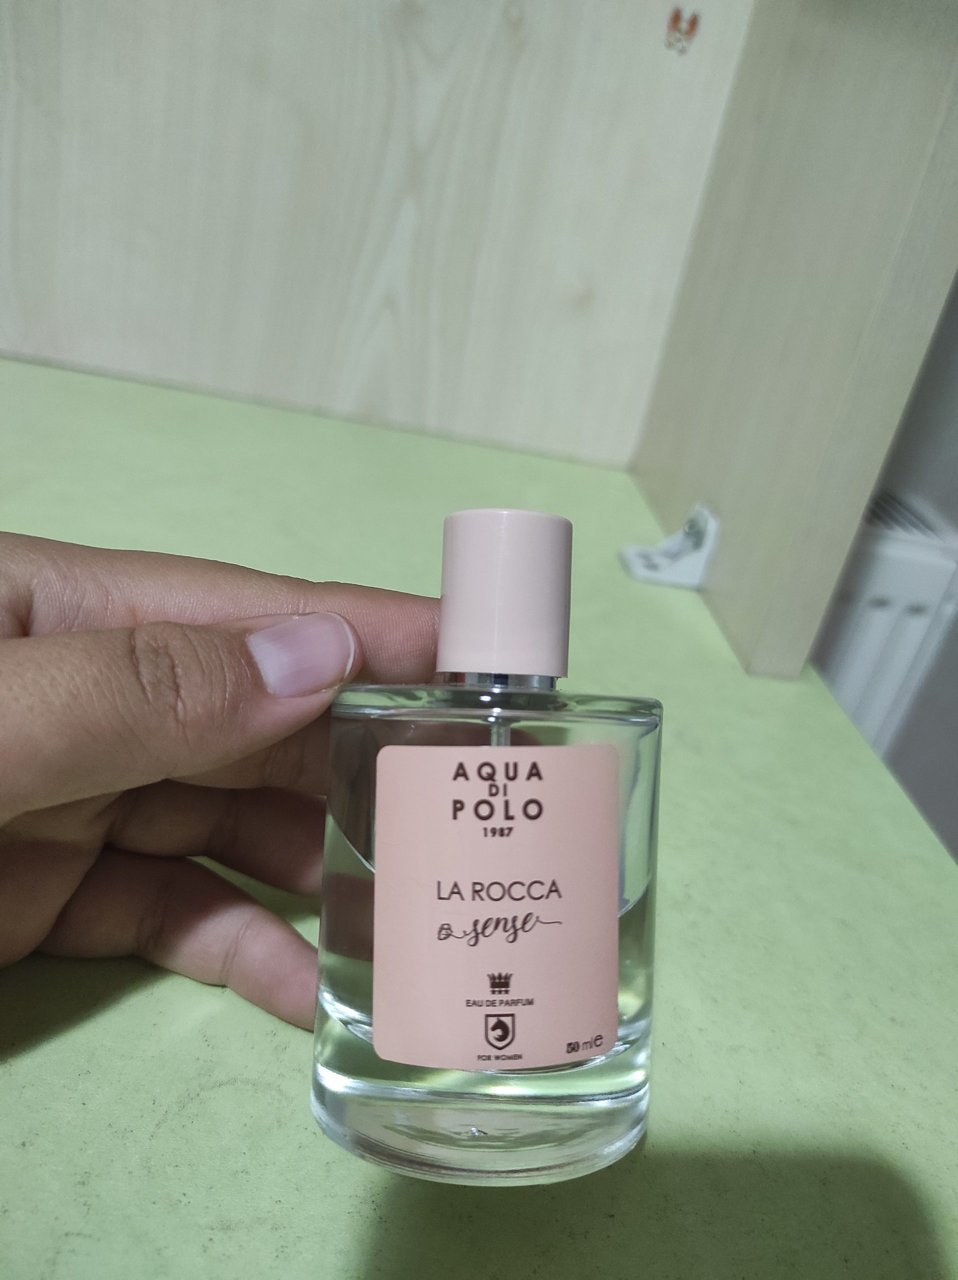 AQUA
DI
POLO
1987
LA ROCCA
sense
EAU DE PARFUM
FOR WOMEN
50 ml e